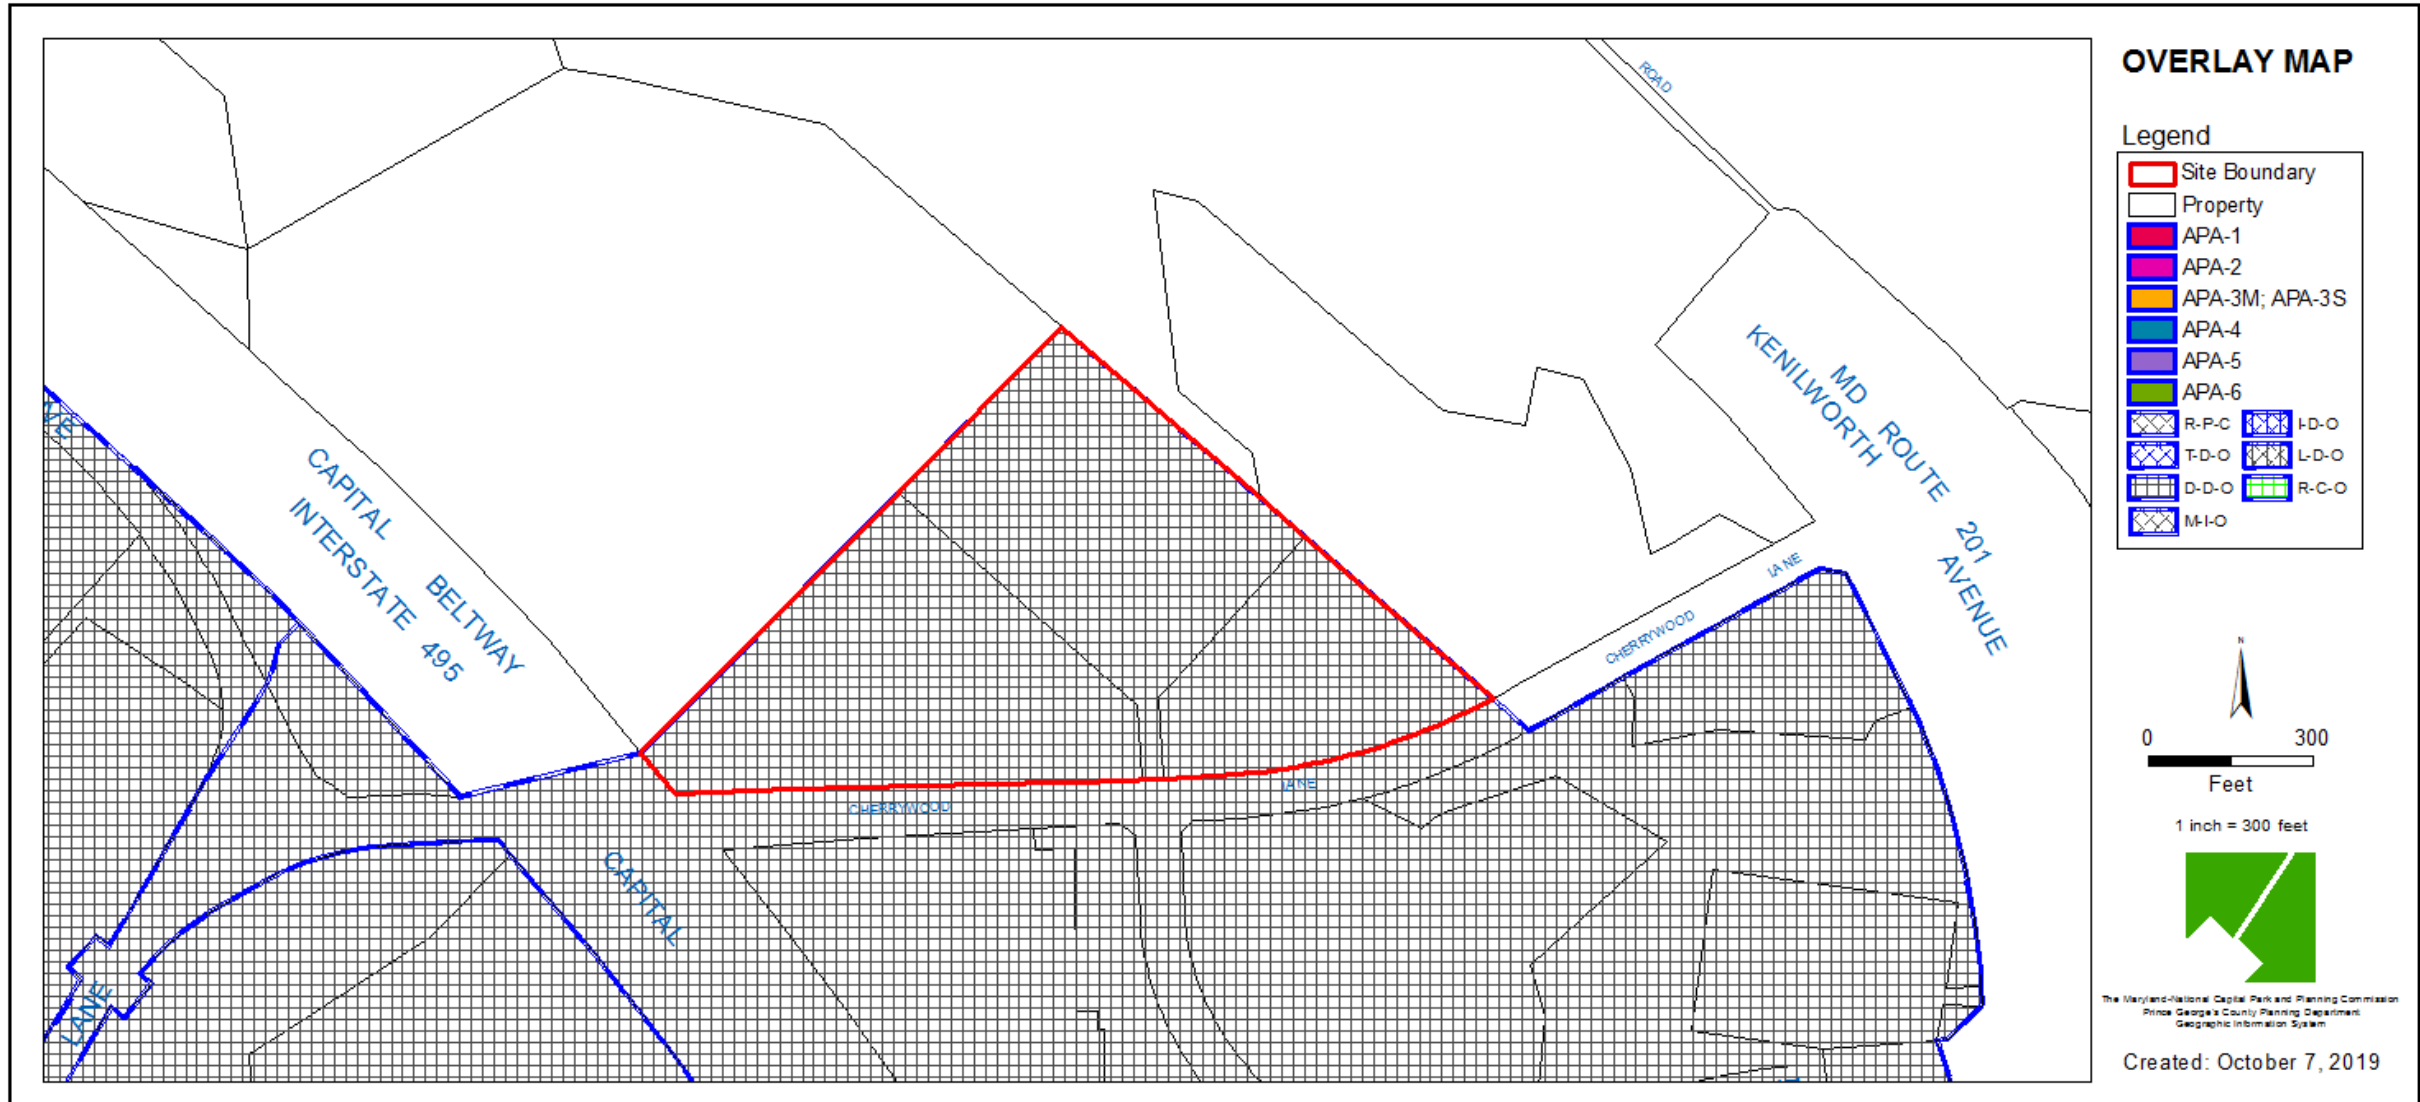 OVERLAY MAP
Legend
Site Boundary
Property
APA-1
APA-2
APA-3M; APA-3S
APA-4
APA-5
APA-6
R-P-C
I-D-O
T-D-O
L-D-O
D-D-O
R-C-O
M-I-O
ROAD
MD ROUTE 201
KENILWORTH AVENUE
CAPITAL BELTWAY
INTERSTATE 495
VE
LANE
CHERRYWOOD
LANE
CHERRYWOOD
CAPITAL
LANE
N
0 300
Feet
1 inch = 300 feet
The Maryland-National Capital Park and Planning Commission
Prince George's County Planning Department
Geographic Information System
Created: October 7, 2019